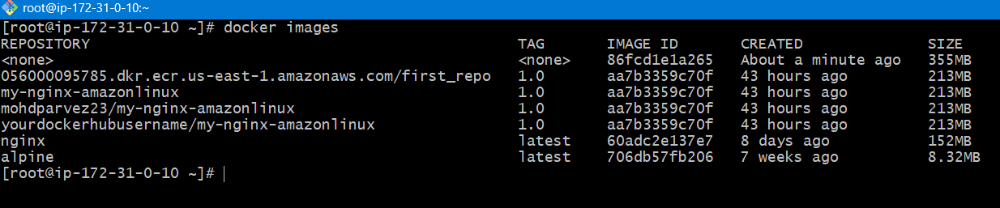 root@ip-172-31-0-10:~
[root@ip-172-31-0-10 ~]# docker images
REPOSITORY TAG IMAGE ID CREATED SIZE
<none> <none> 86fcd1e1a265 About a minute ago 355MB
056000095785.dkr.ecr.us-east-1.amazonaws.com/first_repo 1.0 aa7b3359c70f 43 hours ago 213MB
my-nginx-amazonlinux 1.0 aa7b3359c70f 43 hours ago 213MB
mohdparvez23/my-nginx-amazonlinux 1.0 aa7b3359c70f 43 hours ago 213MB
yourdockerhubusername/my-nginx-amazonlinux 1.0 aa7b3359c70f 43 hours ago 213MB
nginx latest 60adc2e137e7 8 days ago 152MB
alpine latest 706db57fb206 7 weeks ago 8.32MB
[root@ip-172-31-0-10 ~]#